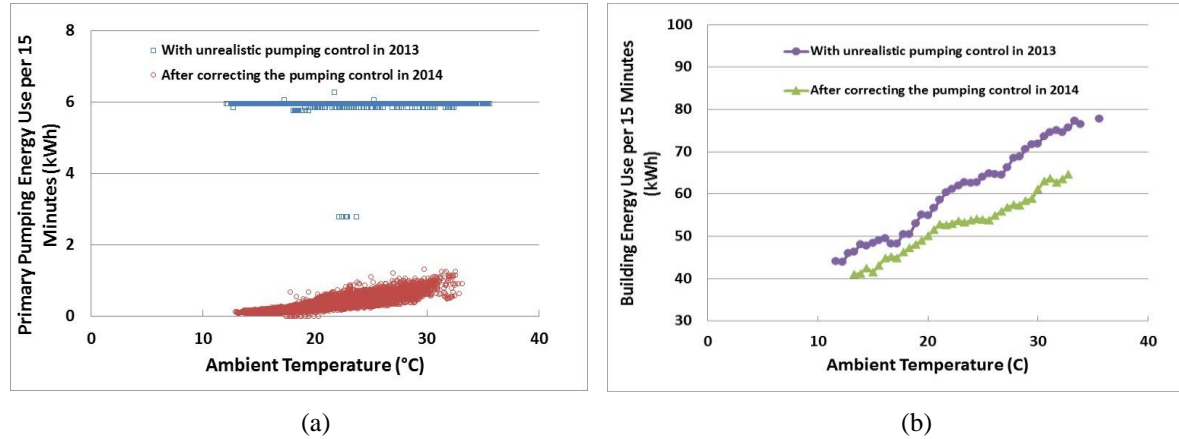 Primary Pumping Energy Use per 15
Minutes (kWh)
8
6
4
2
0
With unrealistic pumping control in 2013
After correcting the pumping control in 2014
0
10
20
30
40
Ambient Temperature (°C)
(a)
Building Energy Use per 15 Minutes
(kWh)
100
90
80
70
60
50
40
30
With unrealistic pumping control in 2013
After correcting the pumping control in 2014
0
10
20
30
40
Ambient Temperature (C)
(b)